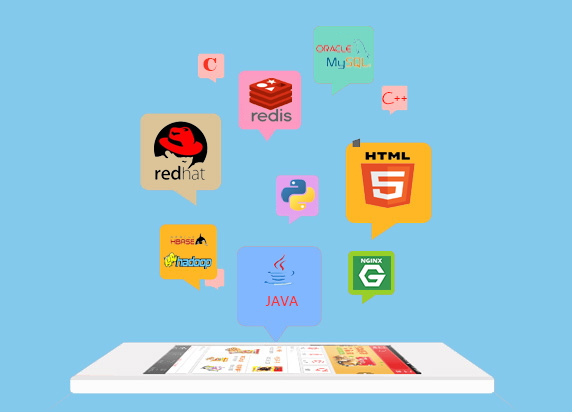 ORACLE
MySQL
C
C++
redis
redhat
HTML
5
HBASE
hadoop
NGINX
G
JAVA